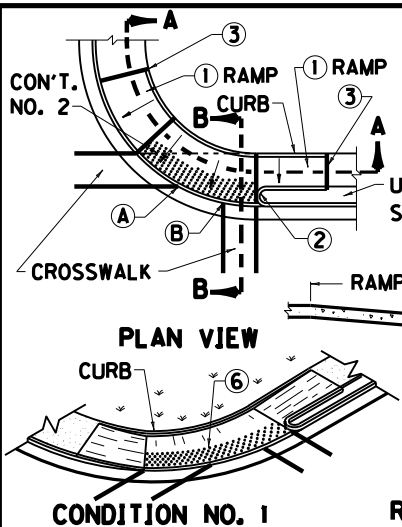 A
3
CON'T.
NO. 2
1 RAMP
1 RAMP
CURB
3
B
A
A
B
2
CROSSWALK
B
RAMP
PLAN VIEW
CURB
6
CONDITION NO. 1